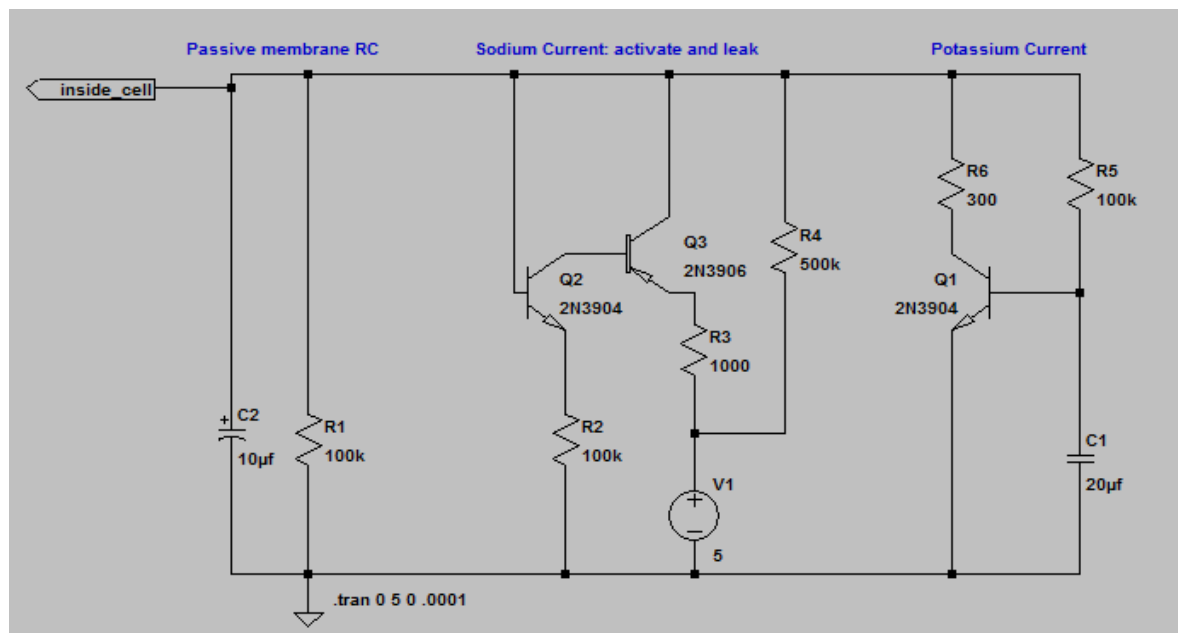 Passive membrane RC
Sodium Current: activate and leak
Potassium Current
inside_cell
R6
300
R5
100k
R4
500k
Q3
2N3906
Q2
2N3904
Q1
2N3904
R3
1000
C2
10µf
R1
100k
R2
100k
C1
20µf
V1
5
.tran 0 5 0 .0001